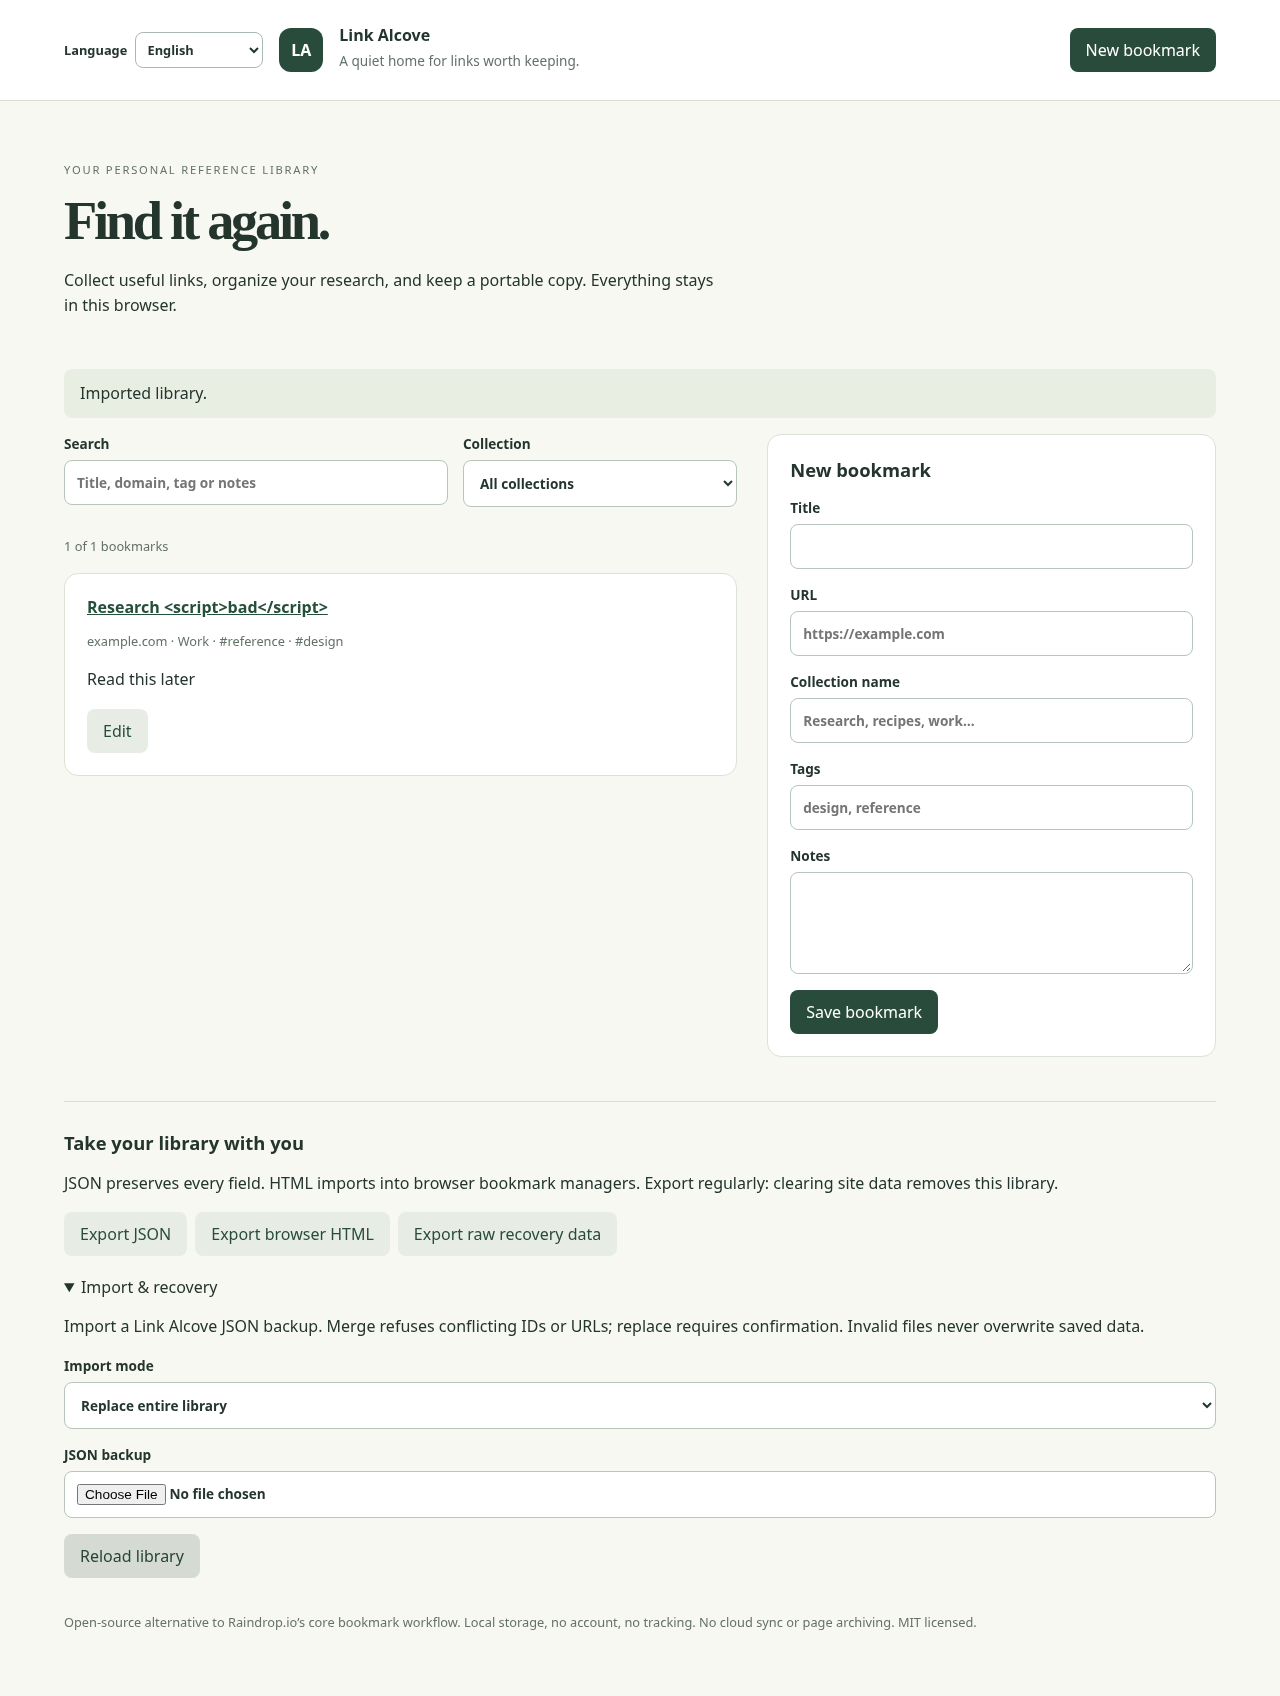 Language
English
LA
Link Alcove
A quiet home for links worth keeping.
New bookmark
YOUR PERSONAL REFERENCE LIBRARY
Find it again.
Collect useful links, organize your research, and keep a portable copy. Everything stays
in this browser.
Imported library.
Search
Title, domain, tag or notes
Collection
All collections
1 of 1 bookmarks
Research <script>bad</script>
example.com · Work · #reference · #design
Read this later
Edit
New bookmark
Title
URL
https://example.com
Collection name
Research, recipes, work...
Tags
design, reference
Notes
Save bookmark
Take your library with you
JSON preserves every field. HTML imports into browser bookmark managers. Export regularly: clearing site data removes this library.
Export JSON
Export browser HTML
Export raw recovery data
▼ Import & recovery
Import a Link Alcove JSON backup. Merge refuses conflicting IDs or URLs; replace requires confirmation. Invalid files never overwrite saved data.
Import mode
Replace entire library
JSON backup
Choose File No file chosen
Reload library
Open-source alternative to Raindrop.io’s core bookmark workflow. Local storage, no account, no tracking. No cloud sync or page archiving. MIT licensed.